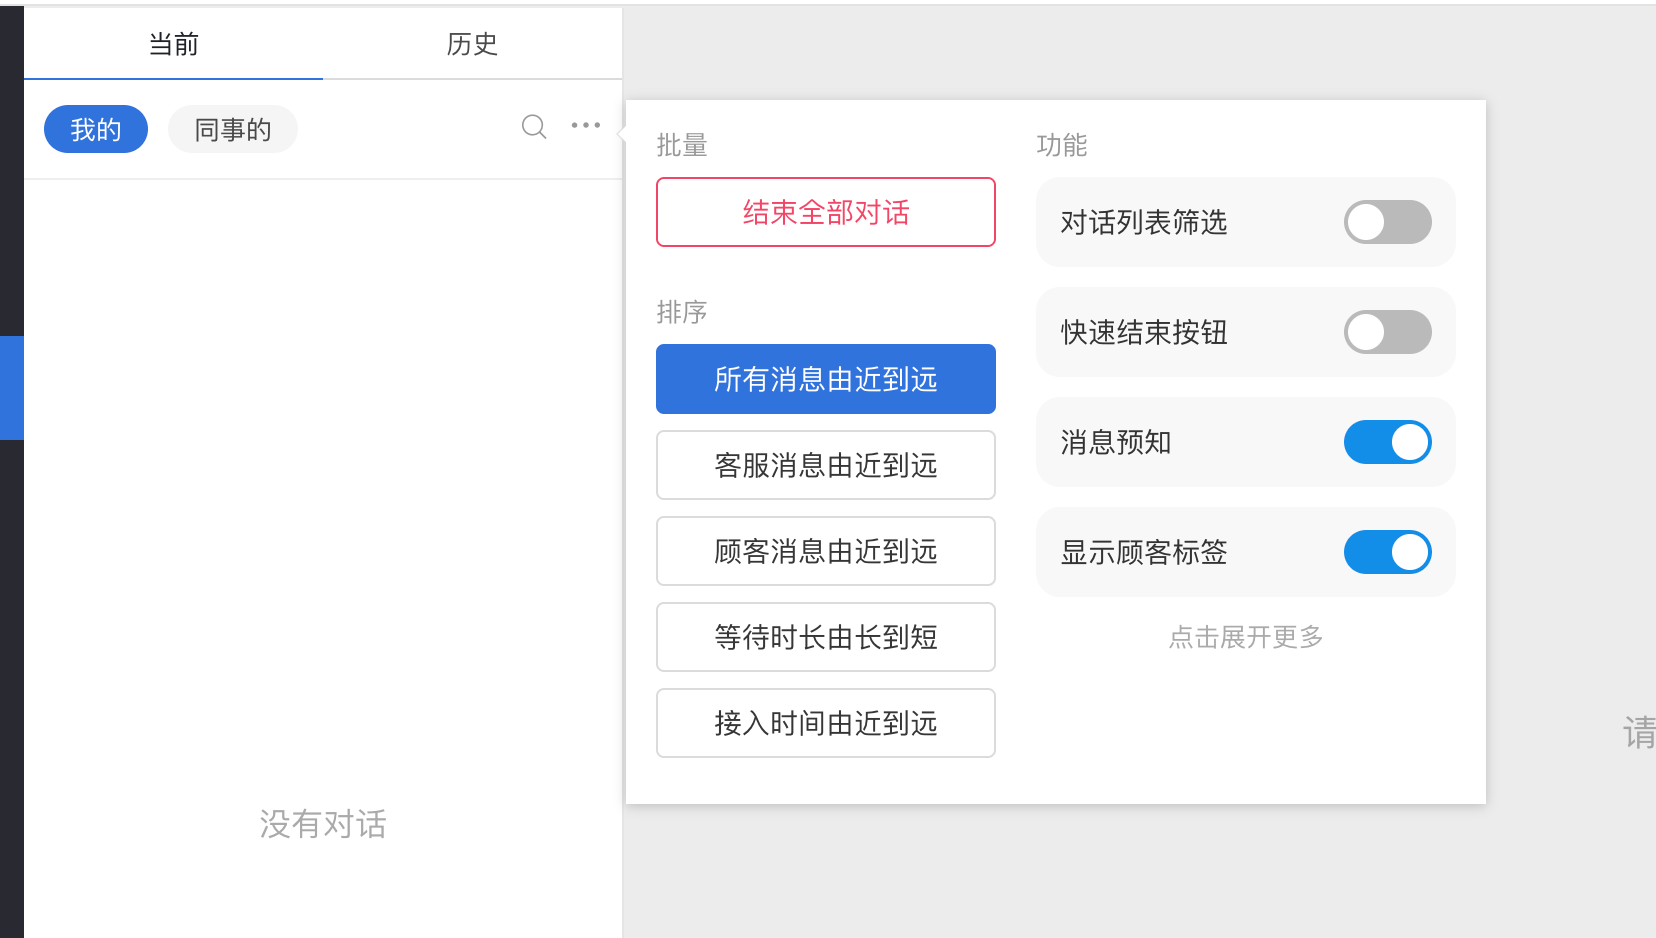 当前
历史
我的
同事的
批量
结束全部对话
排序
所有消息由近到远
客服消息由近到远
顾客消息由近到远
等待时长由长到短
接入时间由近到远
功能
对话列表筛选
快速结束按钮
消息预知
显示顾客标签
点击展开更多
没有对话
请